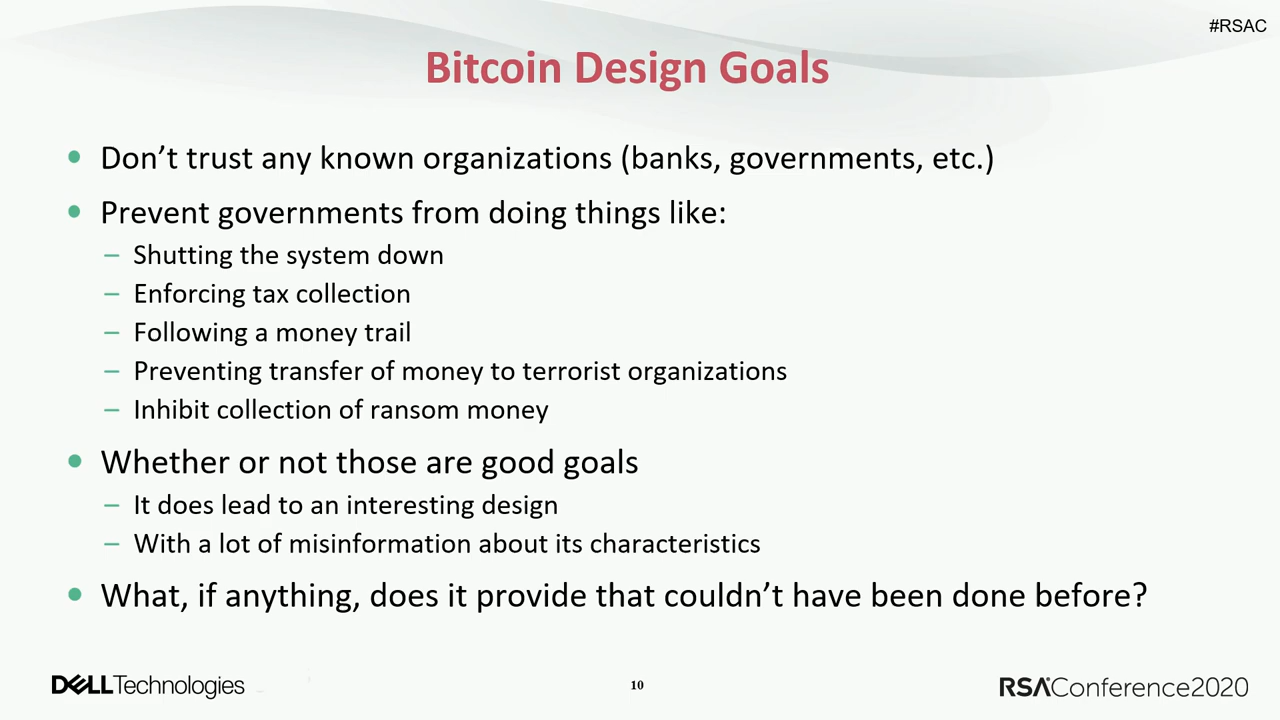 #RSAC
Bitcoin Design Goals
• Don’t trust any known organizations (banks, governments, etc.)
• Prevent governments from doing things like:
– Shutting the system down
– Enforcing tax collection
– Following a money trail
– Preventing transfer of money to terrorist organizations
– Inhibit collection of ransom money
• Whether or not those are good goals
– It does lead to an interesting design
– With a lot of misinformation about its characteristics
• What, if anything, does it provide that couldn’t have been done before?
DELL Technologies
10
RSA Conference2020